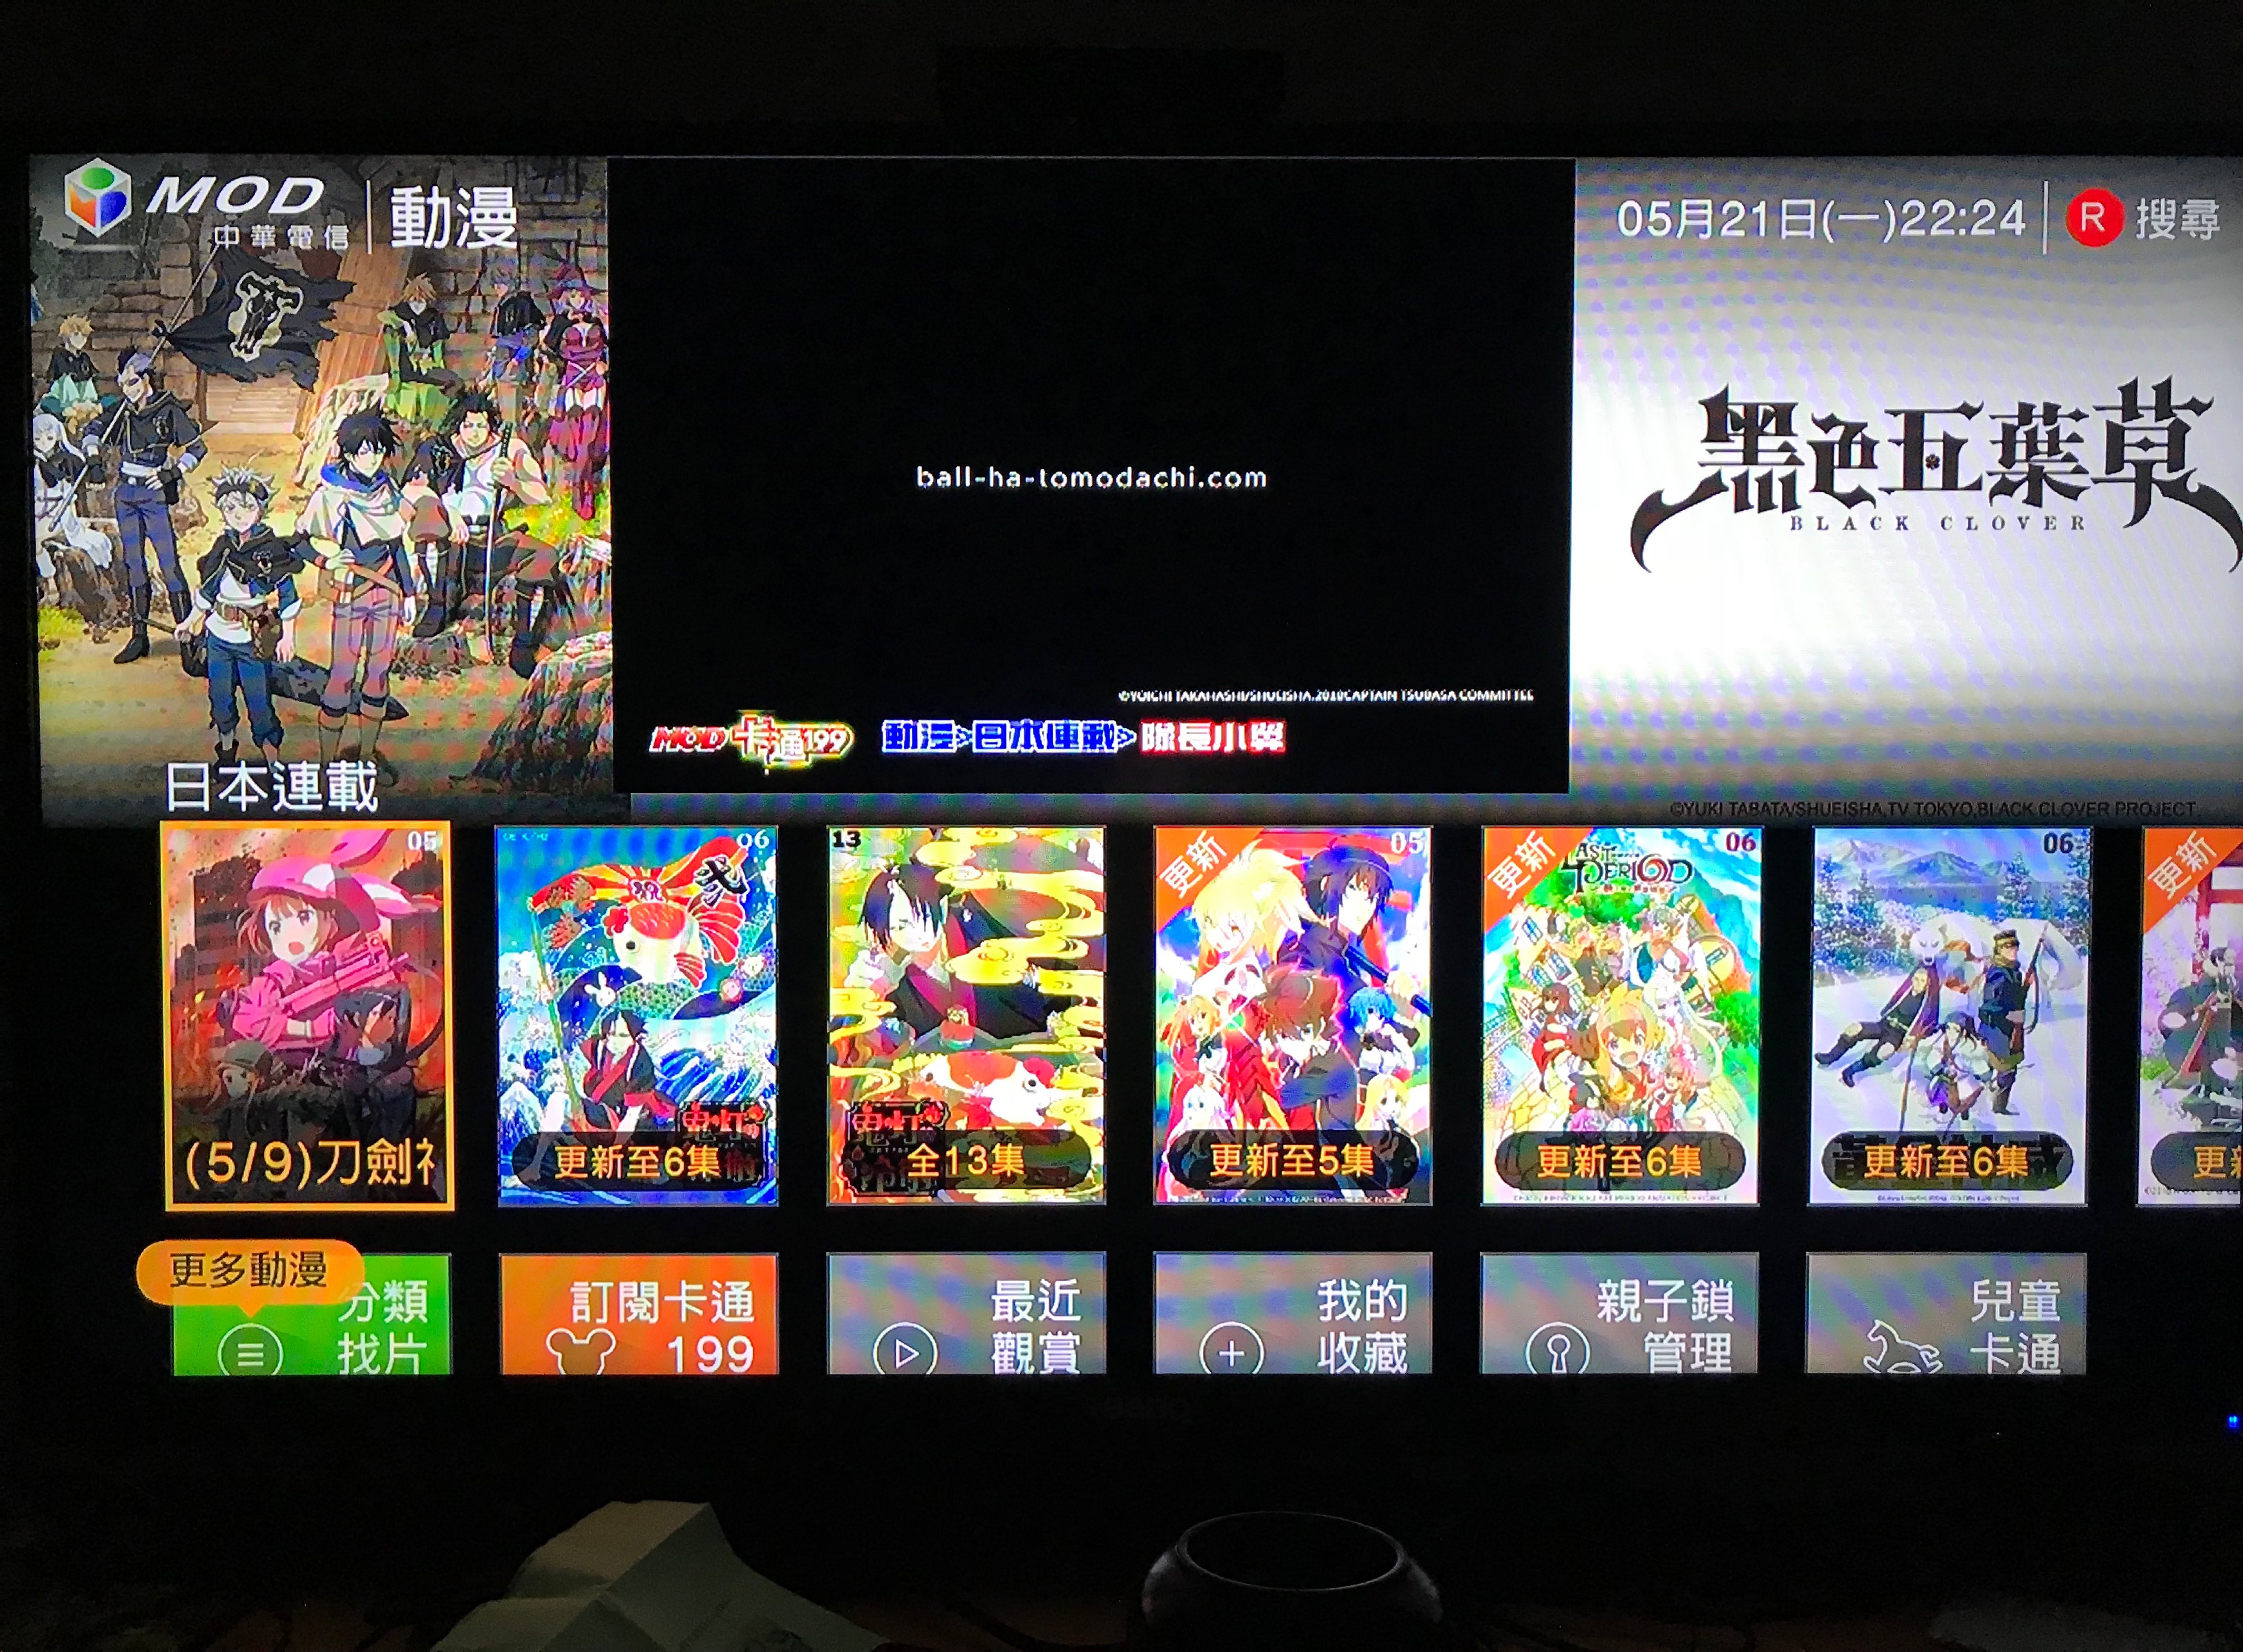 MOD
中華電信
動漫
05月21日(一)22:24
R 搜尋
ball-ha-tomodachi.com
黑色五葉草
BLACK CLOVER
©YOICHI TAKAHASHI/SHUEISHA,2018CAPTAIN TSUBASA COMMITTEE
MOD 卡通199 動漫>日本連載>隊長小翼
©YUKI TABATA/SHUEISHA,TV TOKYO,BLACK CLOVER PROJECT
日本連載
05
06
13
更新
05
更新
LAST PERIOD
06
06
更新
祝
弐
鬼灯の
鬼灯の
(5/9)刀劍
更新至6集
全13集
更新至5集
更新至6集
更新至6集
更
更多動漫
分類
找片
訂閱卡通
199
最近
觀賞
我的
收藏
親子鎖
管理
兒童
卡通